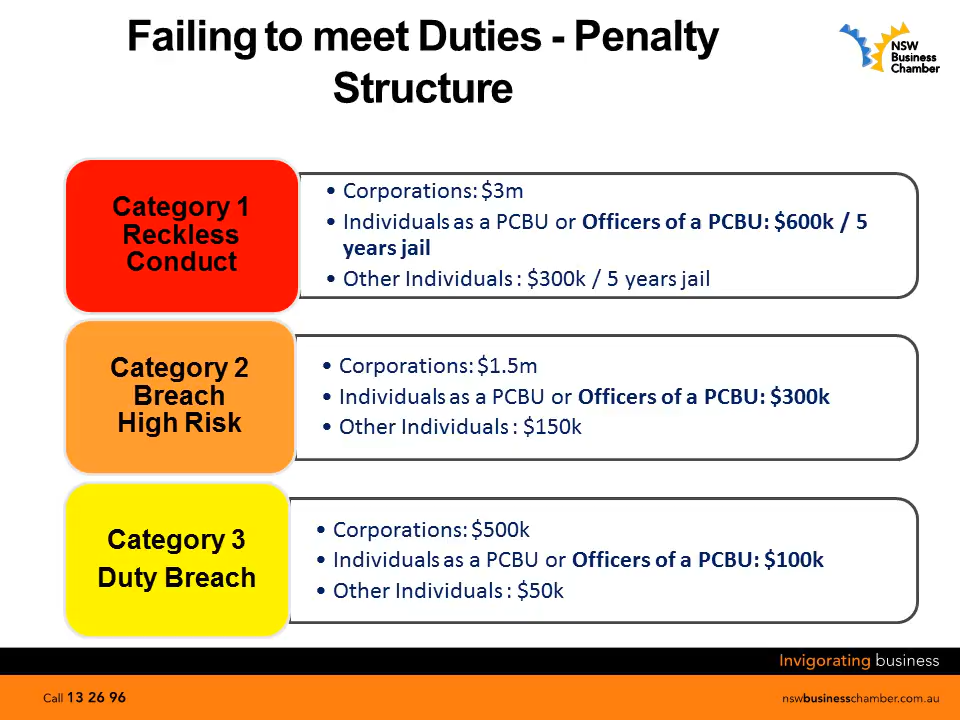 Failing to meet Duties - Penalty
Structure
NSW
Business
Chamber
Category 1
Reckless
Conduct
• Corporations: $3m
• Individuals as a PCBU or Officers of a PCBU: $600k / 5
years jail
• Other Individuals : $300k / 5 years jail
Category 2
Breach
High Risk
• Corporations: $1.5m
• Individuals as a PCBU or Officers of a PCBU: $300k
• Other Individuals : $150k
Category 3
Duty Breach
• Corporations: $500k
• Individuals as a PCBU or Officers of a PCBU: $100k
• Other Individuals : $50k
Invigorating business
Call 13 26 96
nswbusinesschamber.com.au